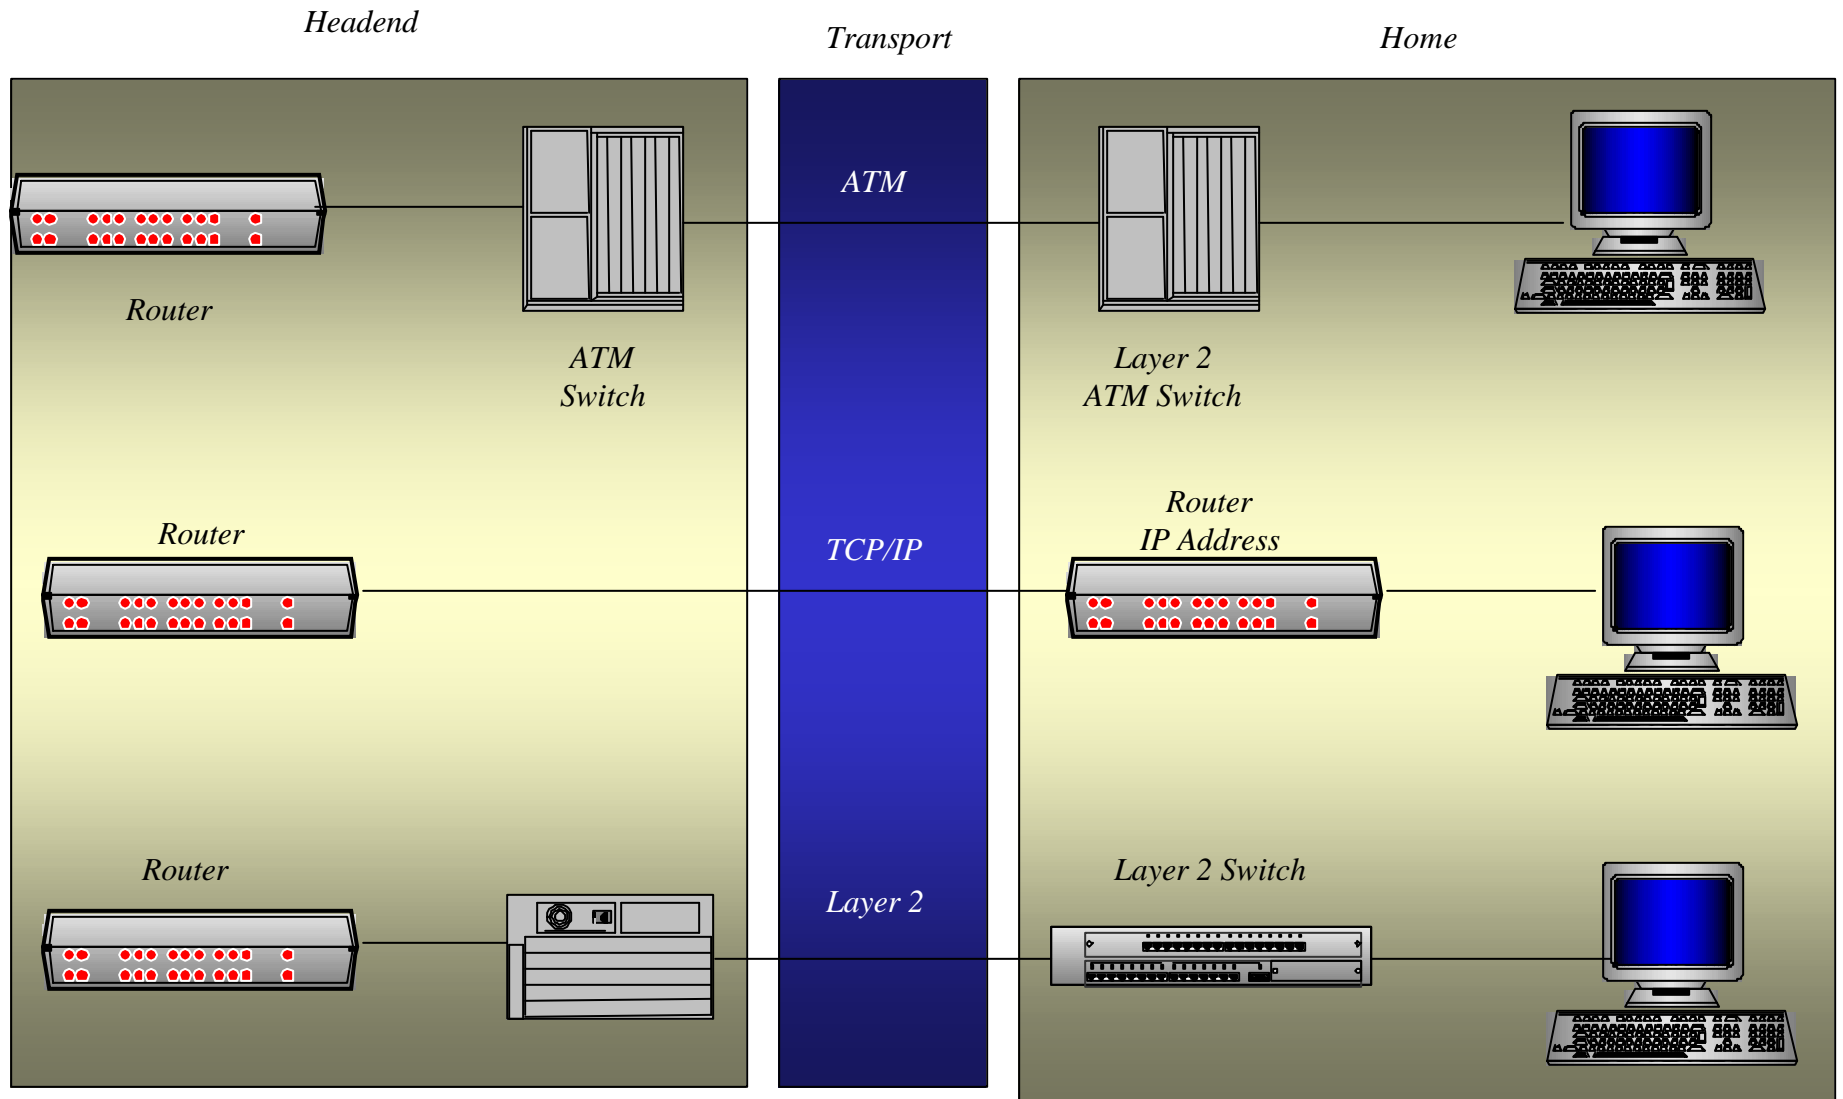 Headend
Transport
Home
ATM
Router
ATM
Switch
Layer 2
ATM Switch
Router
TCP/IP
Router
IP Address
Router
Layer 2
Layer 2 Switch